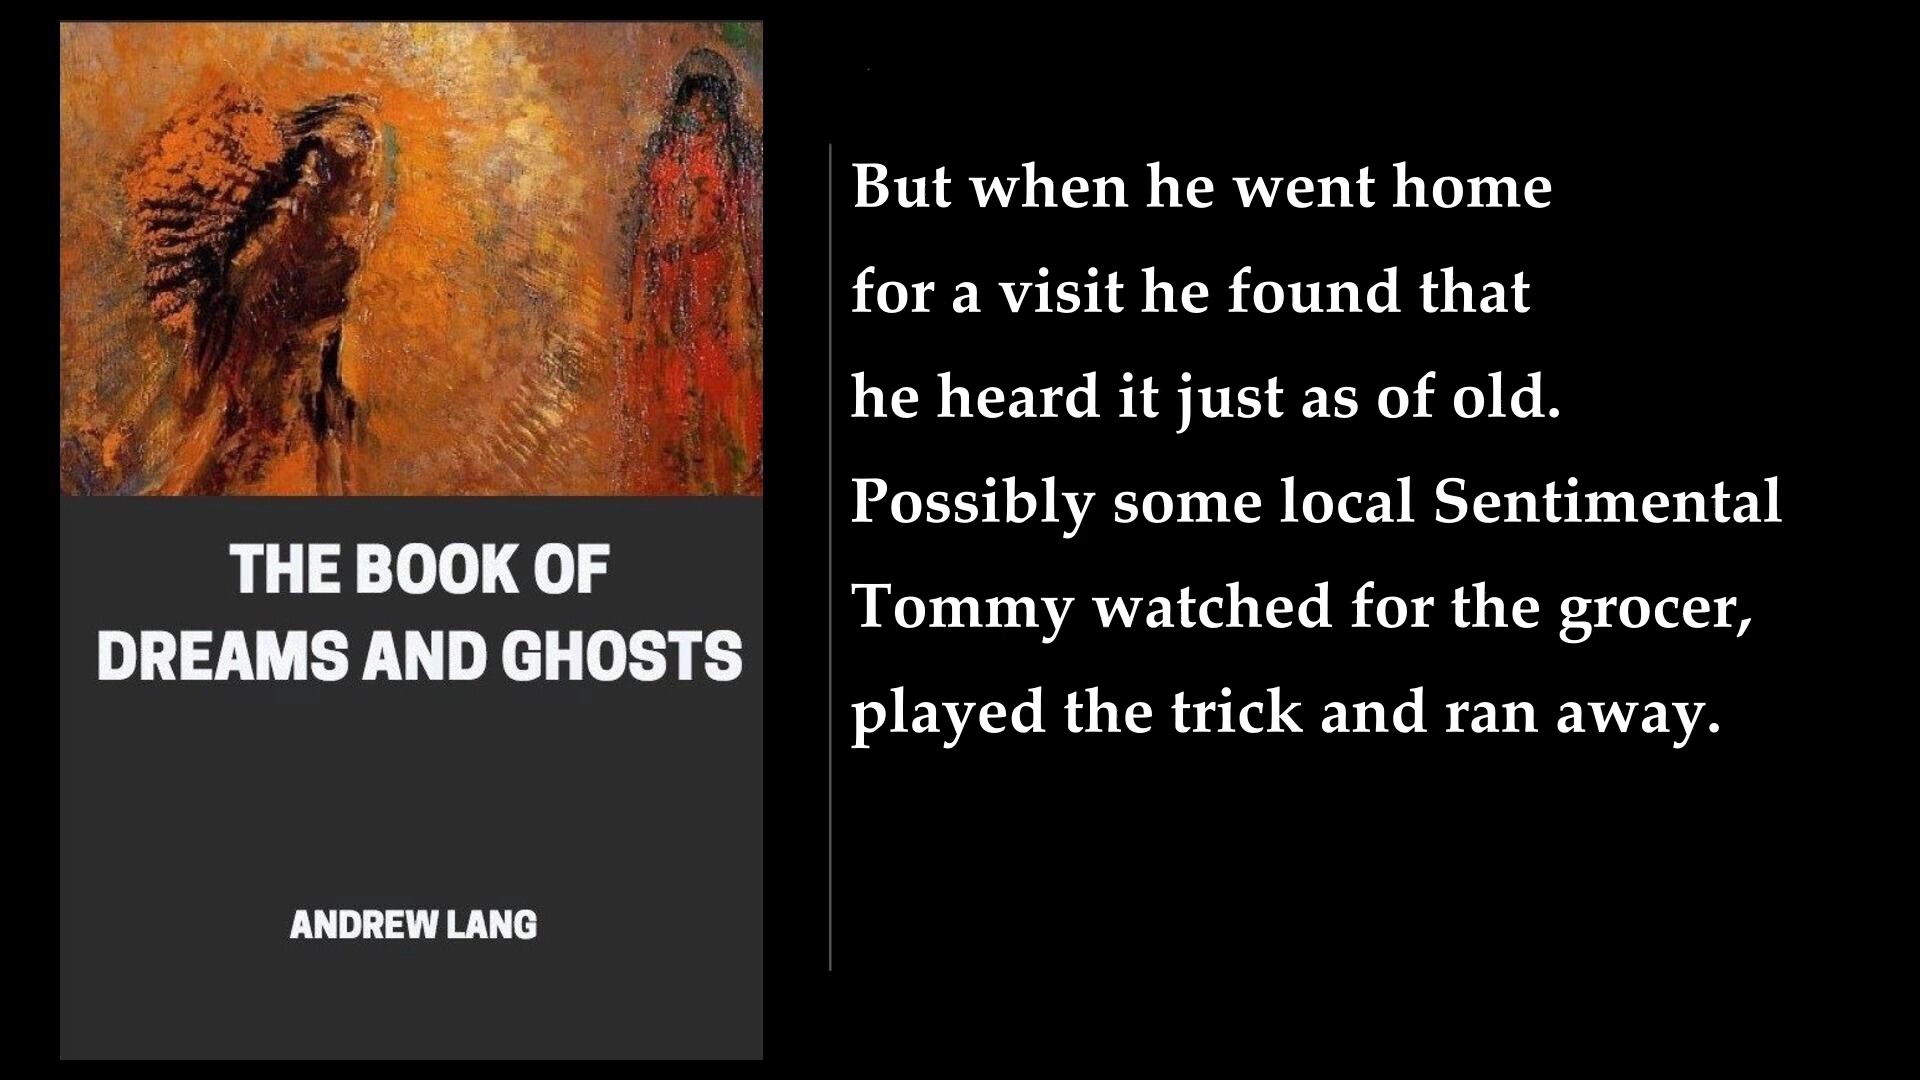 THE BOOK OF
DREAMS AND GHOSTS
ANDREW LANG
But when he went home
for a visit he found that
he heard it just as of old.
Possibly some local Sentimental
Tommy watched for the grocer,
played the trick and ran away.